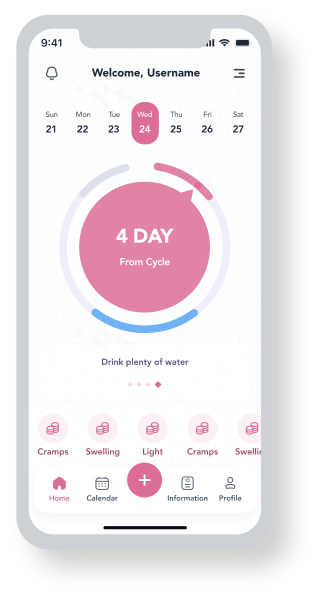 9:41
Welcome, Username
Sun Mon Tue Wed Thu Fri Sat
21 22 23 24 25 26 27
4 DAY
From Cycle
Drink plenty of water
Cramps Swelling Light Cramps Swellin
Home Calendar + Information Profile